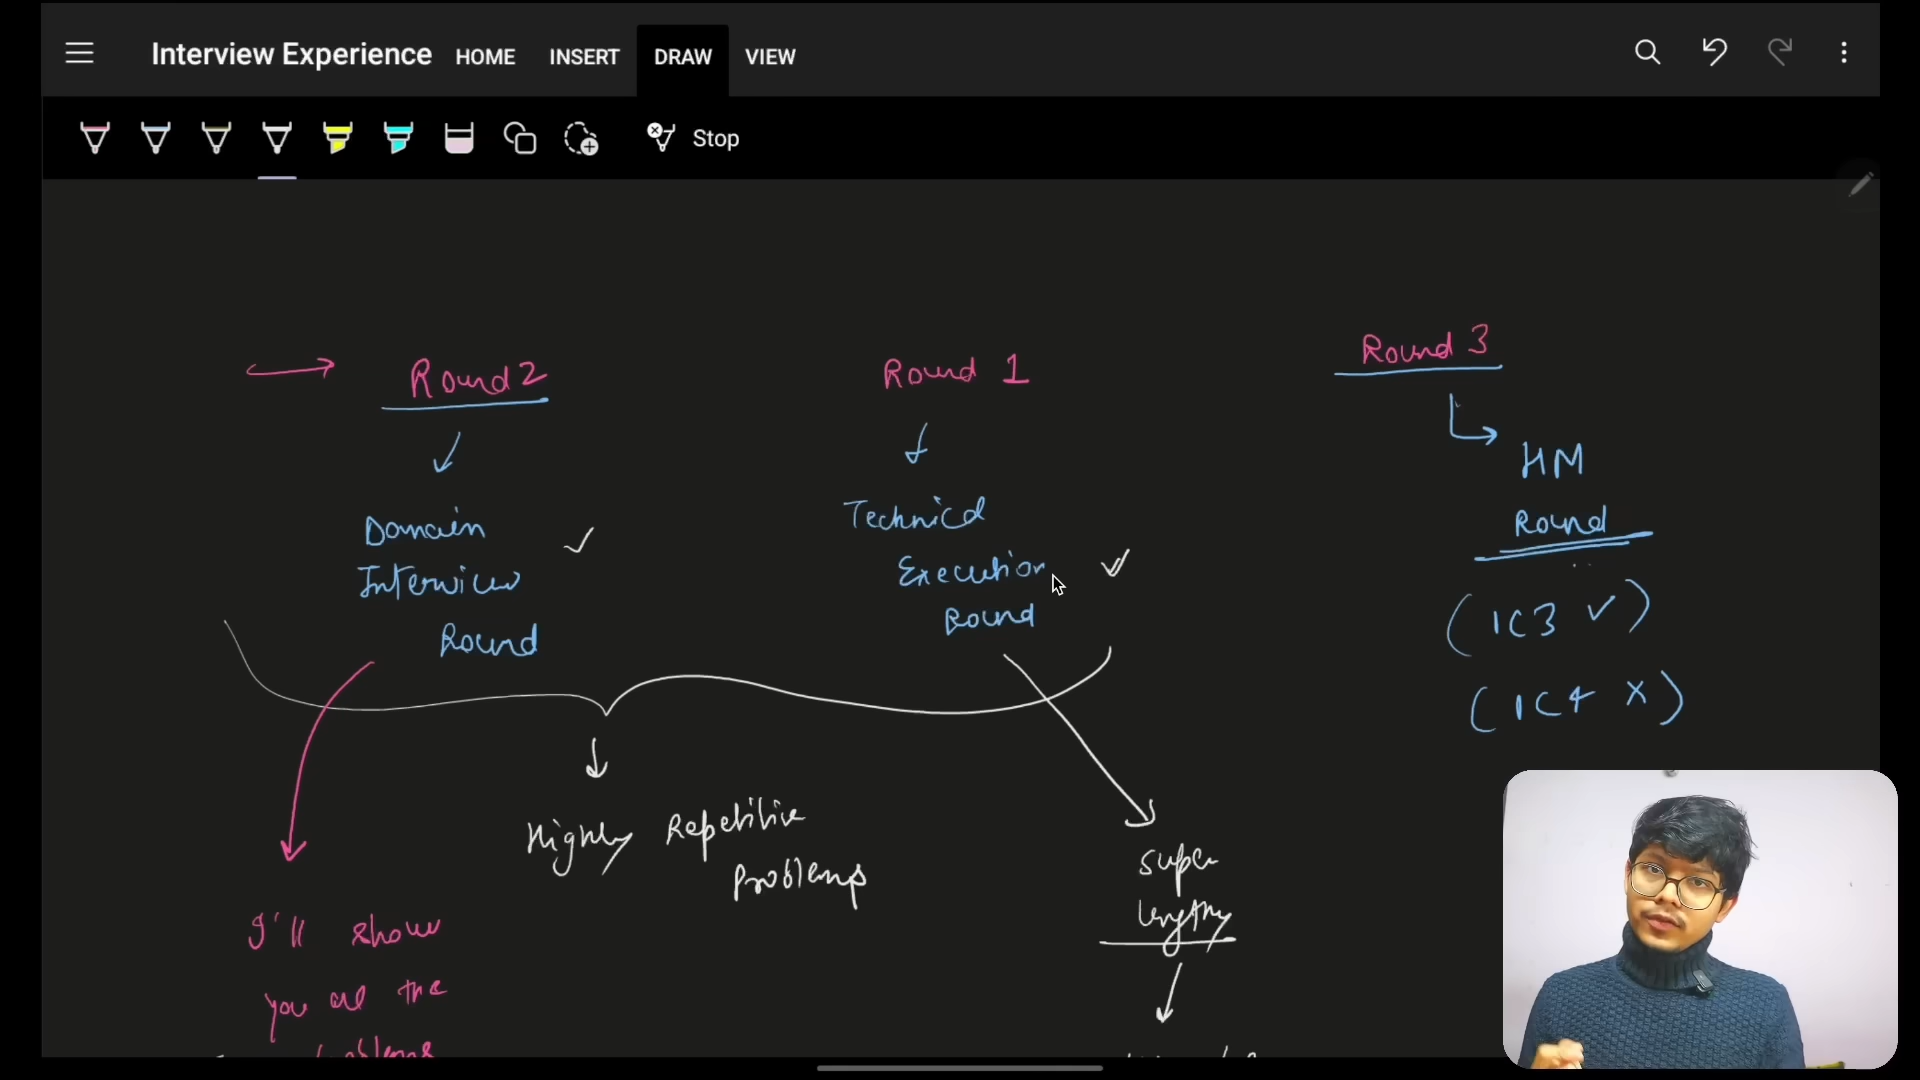 Interview Experience HOME INSERT DRAW VIEW
Stop
Round 2
Domain
Interview
Round
Round 1
Technical
Execution
Round
Round 3
HM
Round
(IC3 ✓)
(IC4 X)
Highly Repetitive
Problems
Super
lengthy
I'll show
you all the
problems